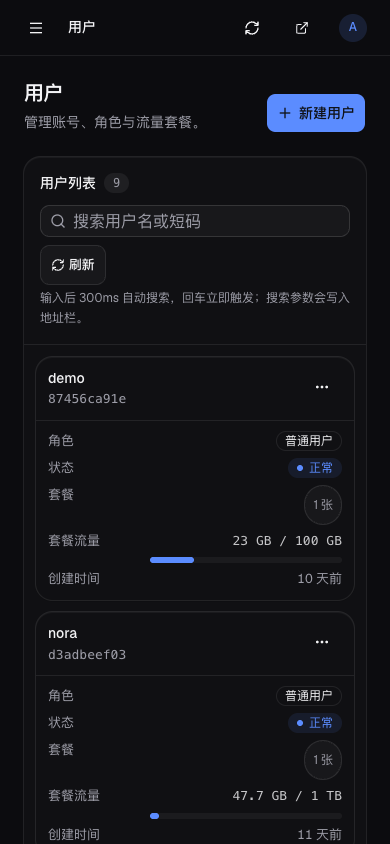 用户
A
用户
管理账号、角色与流量套餐。
新建用户
用户列表 9
搜索用户名或短码
刷新
输入后 300ms 自动搜索，回车立即触发；搜索参数会写入
地址栏。
demo
87456ca91e
角色 普通用户
状态 正常
套餐 1 张
套餐流量 23 GB / 100 GB
创建时间 10 天前
nora
d3adbeef03
角色 普通用户
状态 正常
套餐 1 张
套餐流量 47.7 GB / 1 TB
创建时间 11 天前